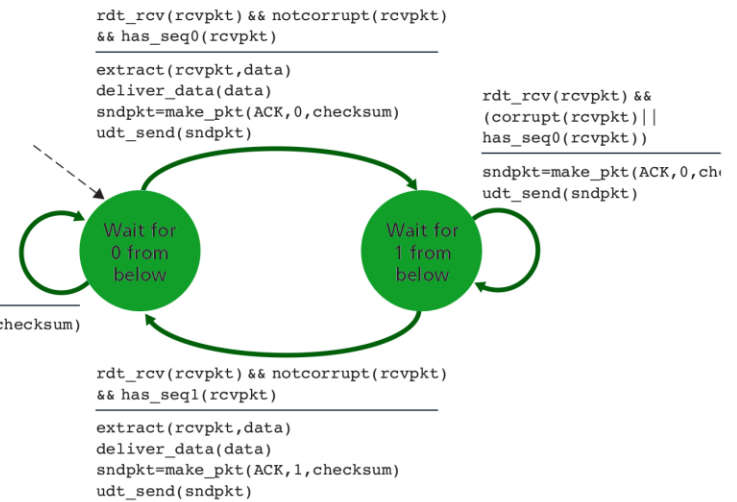 rdt_rcv(rcvpkt) && notcorrupt(rcvpkt)
&& has_seq0(rcvpkt)
extract(rcvpkt,data)
deliver_data(data)
sndpkt=make_pkt(ACK,0,checksum)
udt_send(sndpkt)
rdt_rcv(rcvpkt) &&
(corrupt(rcvpkt)||
has_seq0(rcvpkt))
sndpkt=make_pkt(ACK,0,che
udt_send(sndpkt)
Wait for
0 from
below
Wait for
1 from
below
checksum)
rdt_rcv(rcvpkt) && notcorrupt(rcvpkt)
&& has_seq1(rcvpkt)
extract(rcvpkt,data)
deliver_data(data)
sndpkt=make_pkt(ACK,1,checksum)
udt_send(sndpkt)